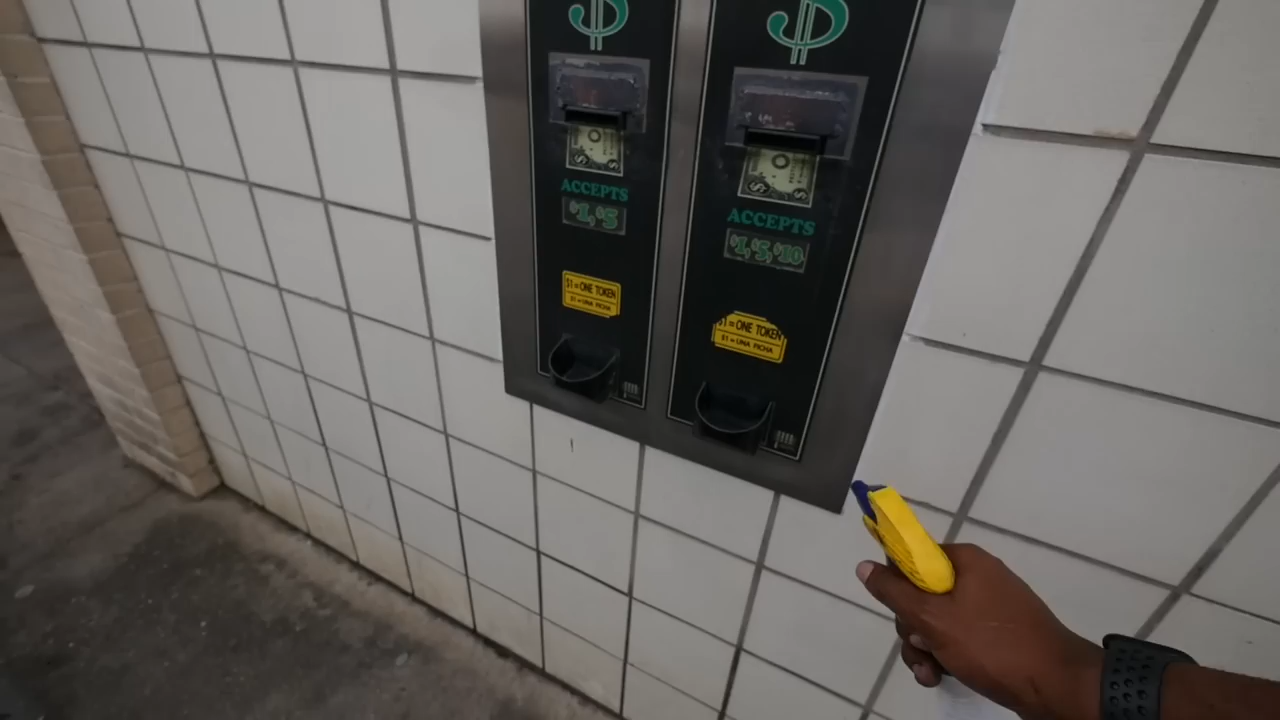 $
ACCEPTS
$1, $5
$1 = ONE TOKEN
$1 = UNA FICHA
$
ACCEPTS
$1, $5, $10
$1 = ONE TOKEN
$1 = UNA FICHA